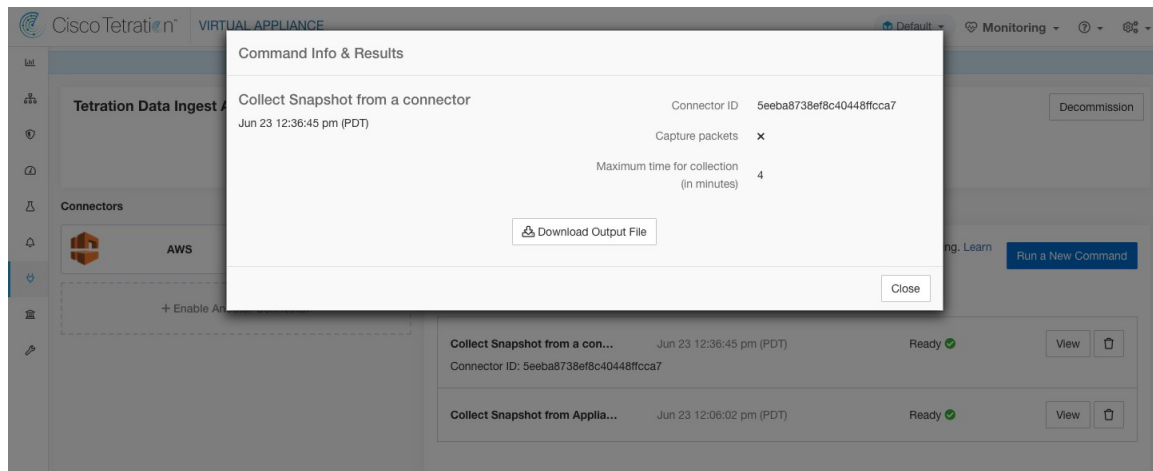 Cisco Tetration™ VIRTUAL APPLIANCE
Default Monitoring
Command Info & Results
Collect Snapshot from a connector
Jun 23 12:36:45 pm (PDT)
Connector ID 5eeba8738ef8c40448ffcca7
Capture packets ×
Maximum time for collection
(in minutes) 4
Download Output File
Close
Tetration Data Ingest
Decommission
Connectors
AWS
ng. Learn
Run a New Command
+ Enable
Collect Snapshot from a con... Jun 23 12:36:45 pm (PDT) Ready View
Connector ID: 5eeba8738ef8c40448ffcca7
Collect Snapshot from Applia... Jun 23 12:06:02 pm (PDT) Ready View